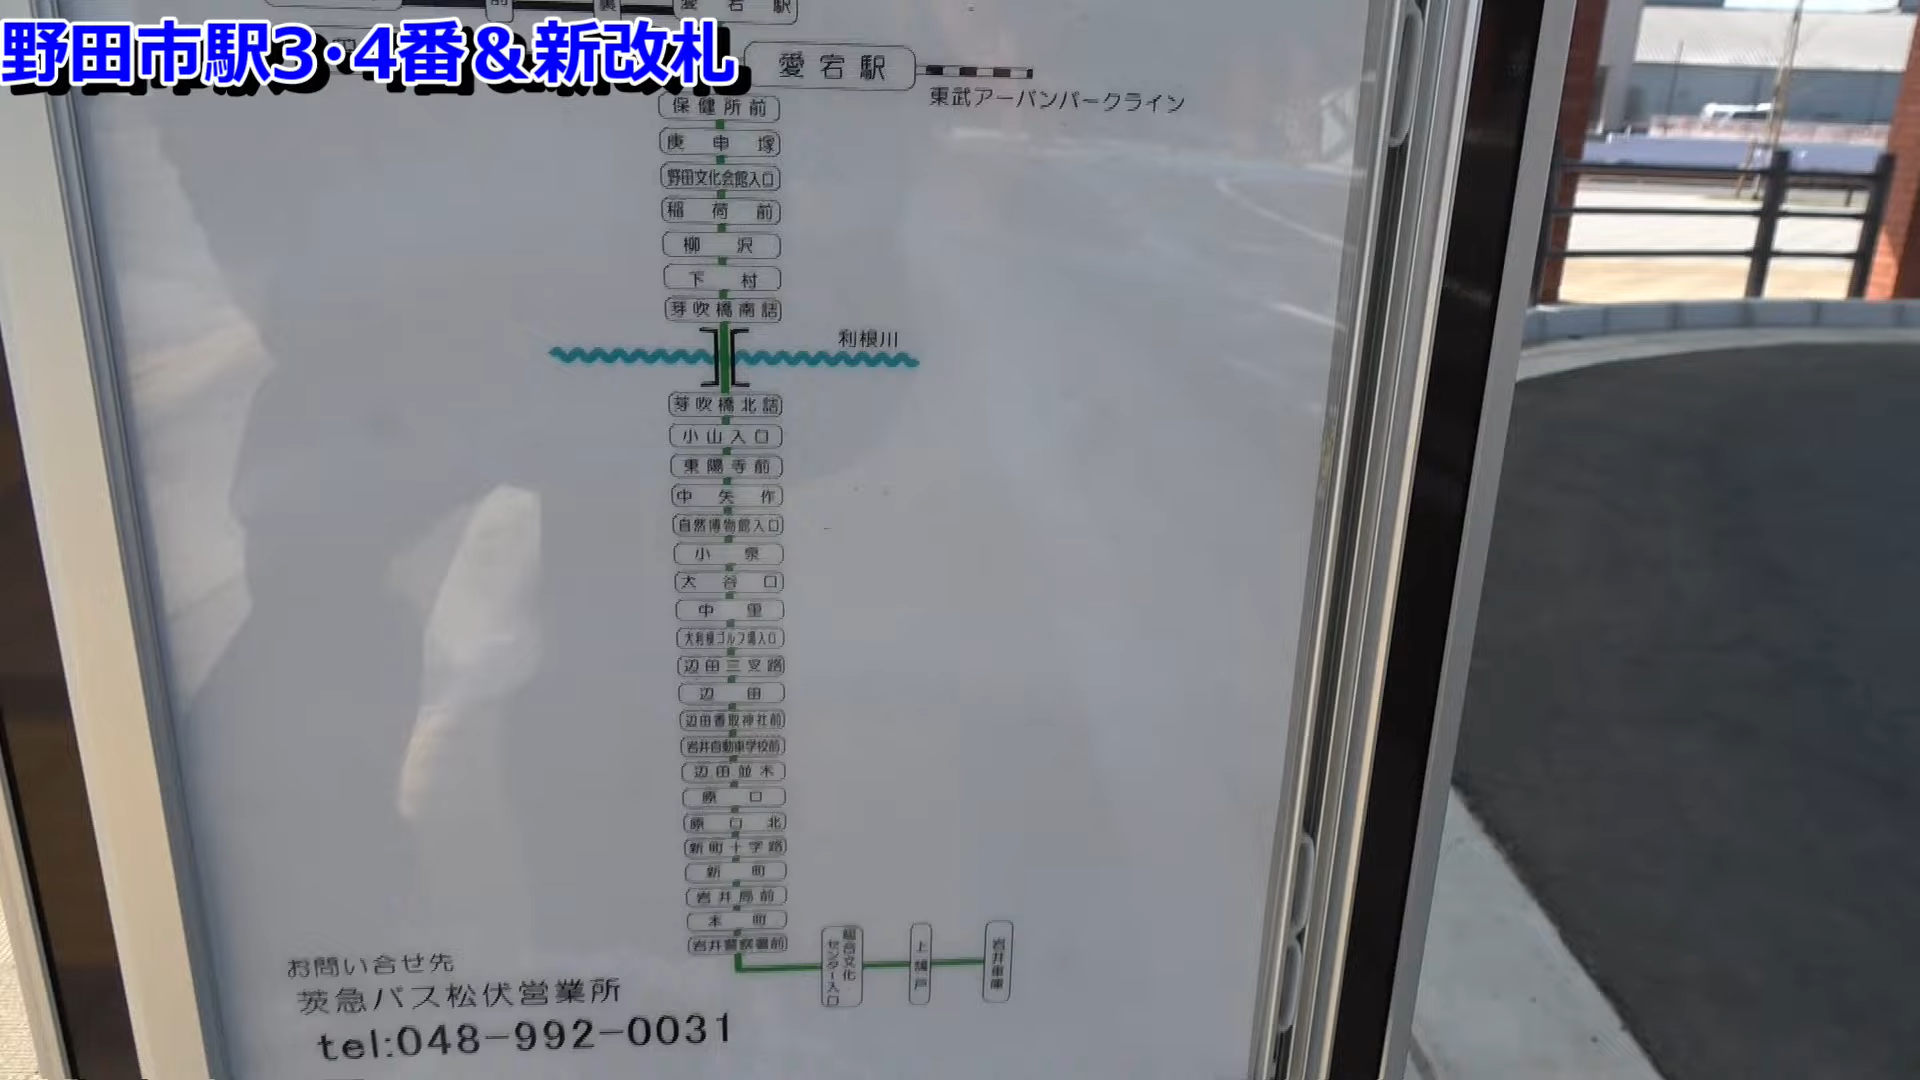 野田市駅3・4番＆新改札
愛宕駅
愛宕駅
東武アーバンパークライン
保健所前
庚申塚
野田文化会館入口
稲荷前
柳沢
下村
芽吹橋南詰
利根川
芽吹橋北詰
小山入口
東陽寺前
中矢作
自然博物館入口
小泉
大谷口
中里
大利根ゴルフ場入口
辺田三叉路
辺田
辺田香取神社前
岩井自動車学校前
辺田並木
原口
原口北
新町十字路
新町
岩井局前
本町
岩井警察署前
総合文化センター入口
上鵠戸
岩井車庫
お問い合せ先
茨急バス松伏営業所
tel:048-992-0031